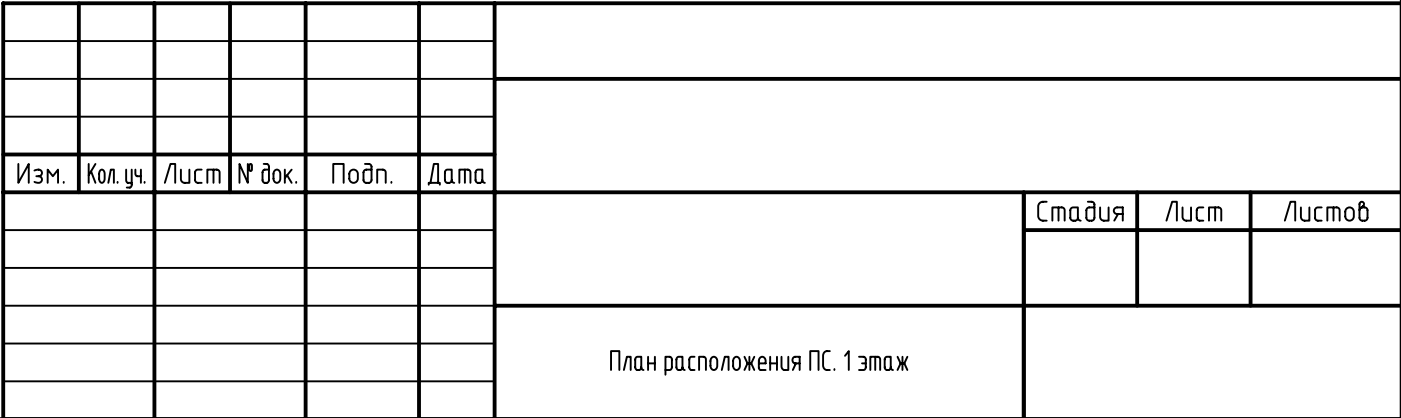 Изм. Кол. уч. Лист № док. Подп. Дата
Стадия Лист Листов
План расположения ПС. 1 этаж